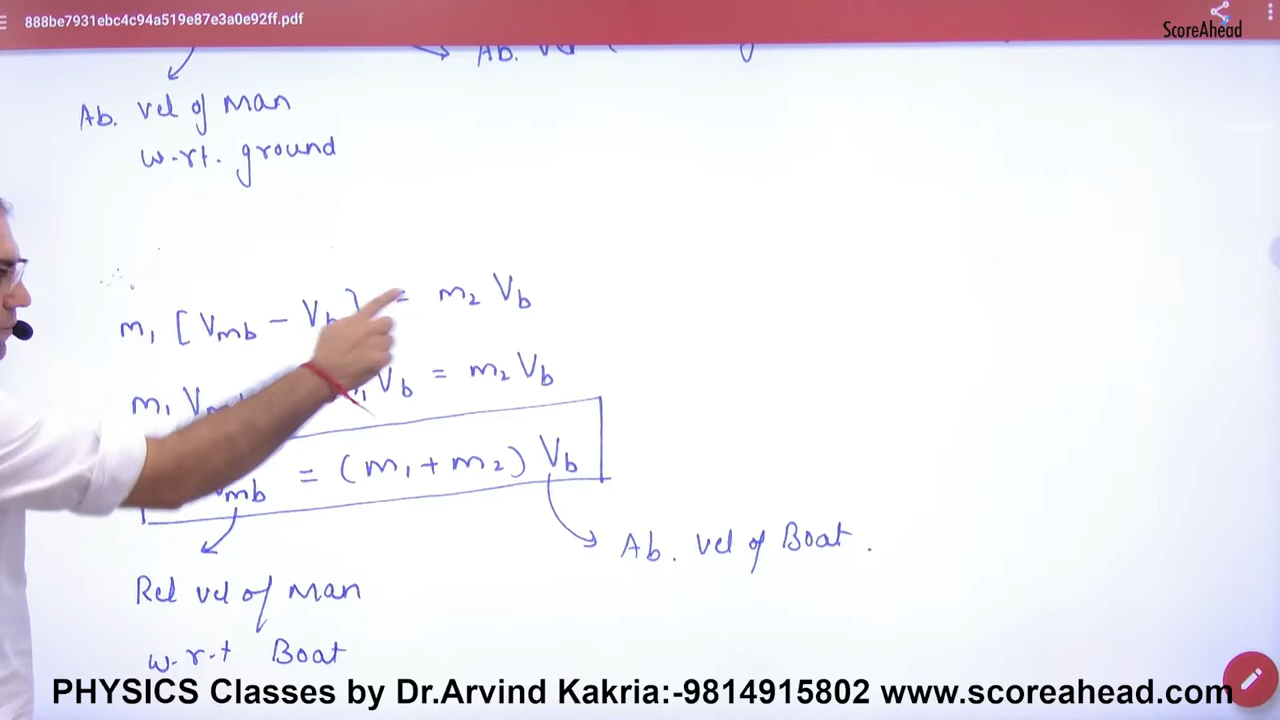 888be7931ebc4c94a519e87e3a0e92ff.pdf
ScoreAhead
Ab.
Ab. vel of man
w.r.t. ground
m₁ [Vmb - Vb] = m₂ Vb
m₁ Vb = m₂ Vb
mb = (m₁ + m₂) Vb
Ab. vel of Boat.
Rel vel of man
w.r.t Boat
PHYSICS Classes by Dr.Arvind Kakria:-9814915802 www.scoreahead.com